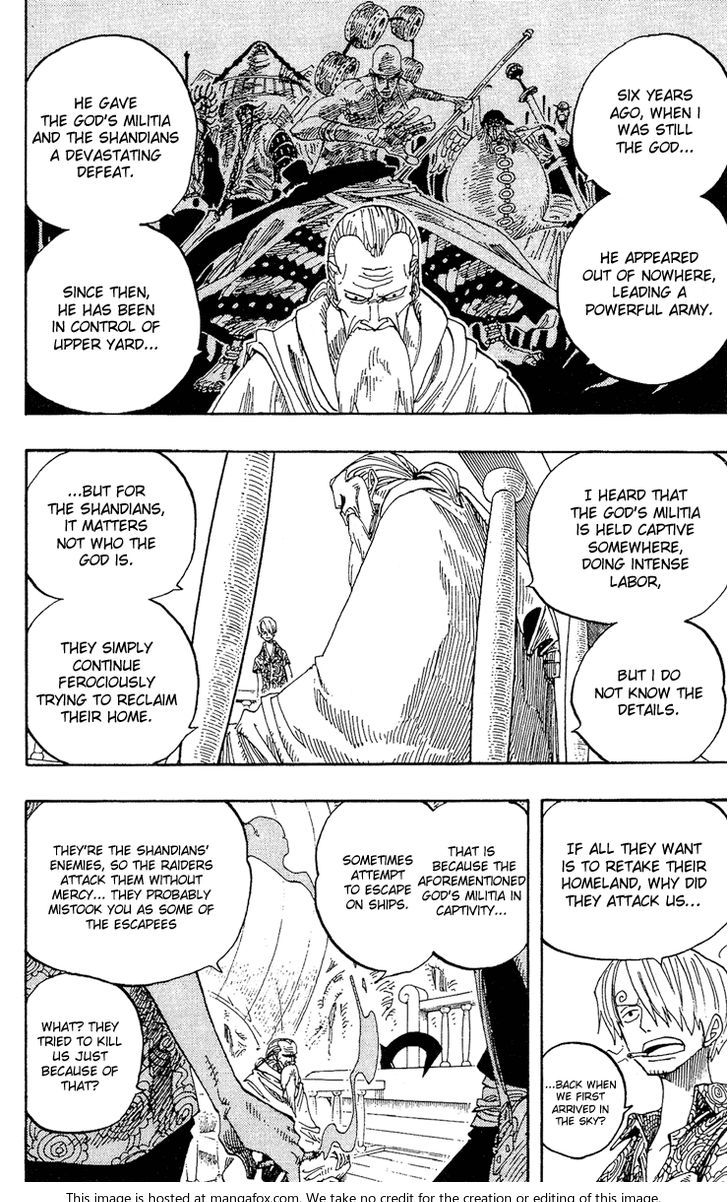 SIX YEARS
AGO, WHEN I
WAS STILL
THE GOD...
HE APPEARED
OUT OF NOWHERE,
LEADING A
POWERFUL ARMY.
HE GAVE
THE GOD'S MILITIA
AND THE SHANDIANS
A DEVASTATING
DEFEAT.
SINCE THEN,
HE HAS BEEN
IN CONTROL OF
UPPER YARD...
I HEARD THAT
THE GOD'S MILITIA
IS HELD CAPTIVE
SOMEWHERE,
DOING INTENSE
LABOR,
BUT I DO
NOT KNOW THE
DETAILS.
...BUT FOR
THE SHANDIANS,
IT MATTERS
NOT WHO THE
GOD IS.
THEY SIMPLY
CONTINUE
FEROCIOUSLY
TRYING TO RECLAIM
THEIR HOME.
IF ALL THEY WANT
IS TO RETAKE THEIR
HOMELAND, WHY DID
THEY ATTACK US...
...BACK WHEN
WE FIRST
ARRIVED IN
THE SKY?
THAT IS
BECAUSE THE
AFOREMENTIONED
GOD'S MILITIA IN
CAPTIVITY...
SOMETIMES
ATTEMPT
TO ESCAPE
ON SHIPS.
THEY'RE THE SHANDIANS'
ENEMIES, SO THE RAIDERS
ATTACK THEM WITHOUT
MERCY... THEY PROBABLY
MISTOOK YOU AS SOME OF
THE ESCAPEES
WHAT? THEY
TRIED TO KILL
US JUST
BECAUSE OF
THAT?
This image is hosted at mangafox.com. We take no credit for the creation or editing of this image.